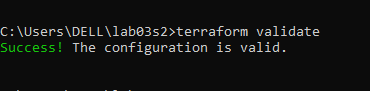 C:\Users\DELL\lab03s2>terraform validate
Success! The configuration is valid.